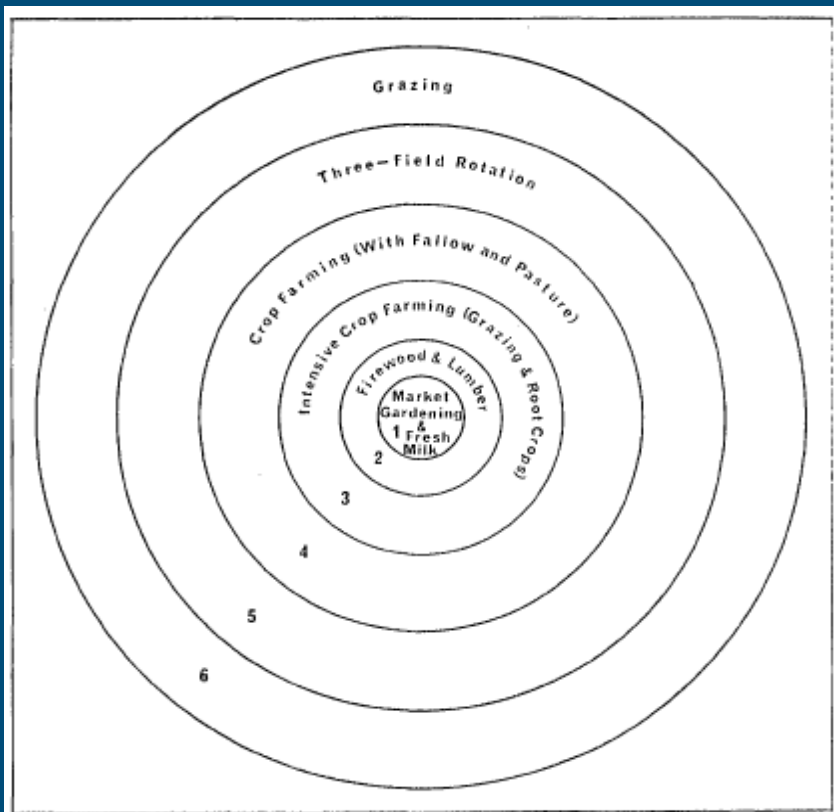 Grazing
Three-Field Rotation
Crop Farming (With Fallow and Pasture)
Intensive Crop Farming (Grazing & Root Crops)
Firewood & Lumber
Market
Gardening
&
1 Fresh
Milk
2
3
4
5
6